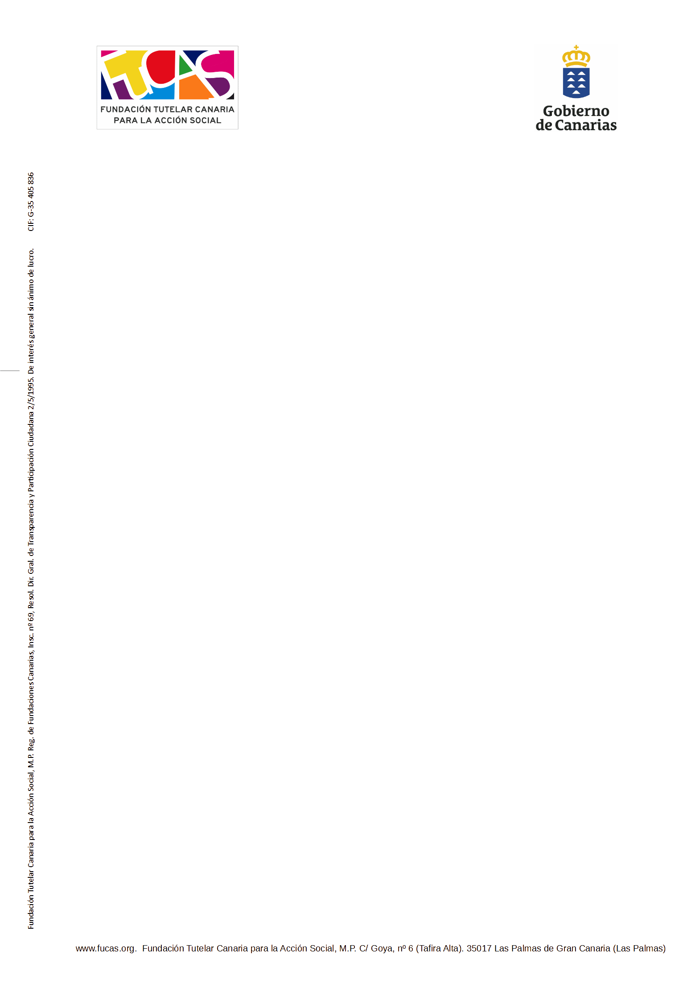 FUCAS
FUNDACIÓN TUTELAR CANARIA
PARA LA ACCIÓN SOCIAL
Gobierno
de Canarias
Fundación Tutelar Canaria para la Acción Social, M.P. Reg. de Fundaciones Canarias, Insc. nº 69, Resol. Dir. Gral. de Transparencia y Participación Ciudadana 2/5/1995. De interés general sin ánimo de lucro. CIF: G-35 405 836
www.fucas.org. Fundación Tutelar Canaria para la Acción Social, M.P. C/ Goya, nº 6 (Tafira Alta). 35017 Las Palmas de Gran Canaria (Las Palmas)